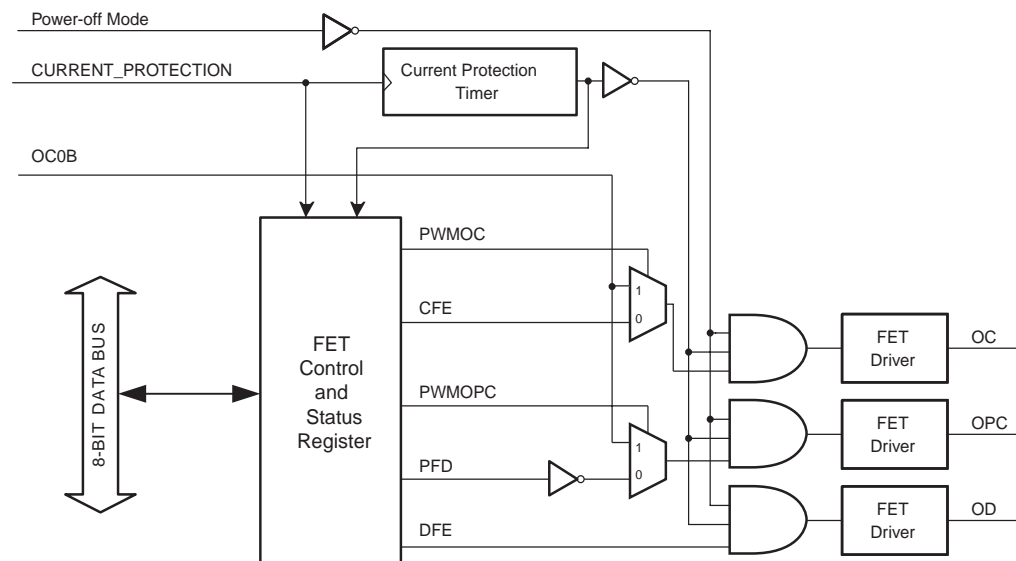 Power-off Mode
CURRENT_PROTECTION
Current Protection
Timer
OC0B
PWMOC
1
0
CFE
8-BIT DATA BUS
FET
Control
and
Status
Register
PWMOPC
1
0
PFD
DFE
FET
Driver
OC
FET
Driver
OPC
FET
Driver
OD